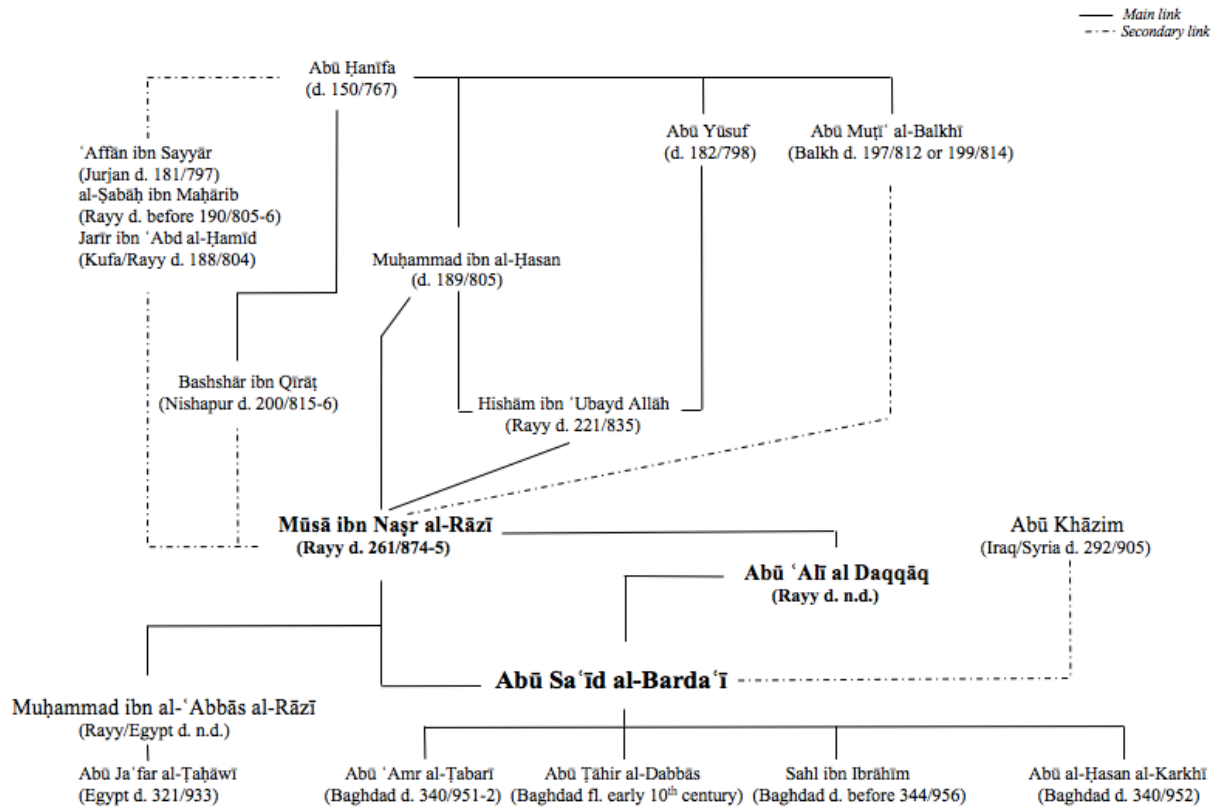 Main link
Secondary link
Abū Ḥanīfa
(d. 150/767)
Abū Yūsuf
(d. 182/798)
Abū Muṭīʿ al-Balkhī
(Balkh d. 197/812 or 199/814)
ʿAffān ibn Sayyār
(Jurjan d. 181/797)
al-Ṣabāḥ ibn Maḥārib
(Rayy d. before 190/805-6)
Jarīr ibn ʿAbd al-Ḥamīd
(Kufa/Rayy d. 188/804)
Muḥammad ibn al-Ḥasan
(d. 189/805)
Bashshār ibn Qīrāṭ
(Nishapur d. 200/815-6)
Hishām ibn ʿUbayd Allāh
(Rayy d. 221/835)
Mūsā ibn Naṣr al-Rāzī
(Rayy d. 261/874-5)
Abū Khāzim
(Iraq/Syria d. 292/905)
Abū ʿAlī al Daqqāq
(Rayy d. n.d.)
Abū Saʿīd al-Bardaʿī
Muḥammad ibn al-ʿAbbās al-Rāzī
(Rayy/Egypt d. n.d.)
Abū Jaʿfar al-Ṭaḥāwī
(Egypt d. 321/933)
Abū ʿAmr al-Ṭabarī
(Baghdad d. 340/951-2)
Abū Ṭāhir al-Dabbās
(Baghdad fl. early 10th century)
Sahl ibn Ibrāhīm
(Baghdad d. before 344/956)
Abū al-Ḥasan al-Karkhī
(Baghdad d. 340/952)